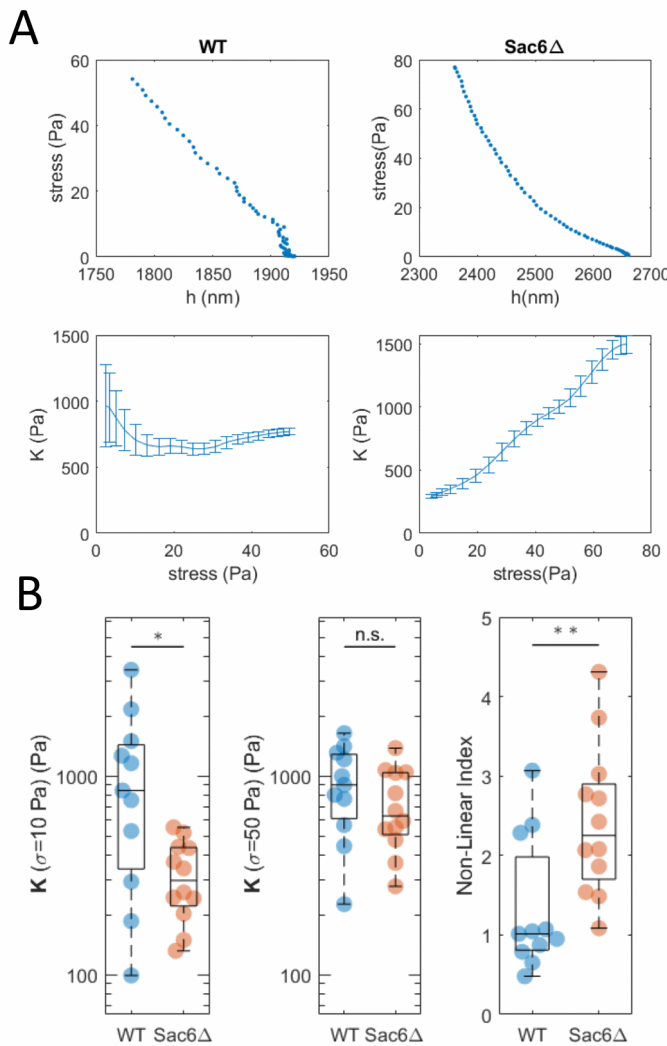 A
WT
Sac6Δ
60
40
20
0
stress (Pa)
1750
1800
1850
1900
1950
h (nm)
80
60
40
20
0
stress(Pa)
2300
2400
2500
2600
2700
h(nm)
1500
1000
500
0
K (Pa)
0
20
40
60
stress (Pa)
1500
1000
500
0
K (Pa)
0
20
40
60
80
stress(Pa)
B
K (σ=10 Pa) (Pa)
1000
100
*
WT Sac6Δ
K (σ=50 Pa) (Pa)
1000
100
n.s.
WT Sac6Δ
Non-Linear Index
5
4
3
2
1
0
* *
WT Sac6Δ